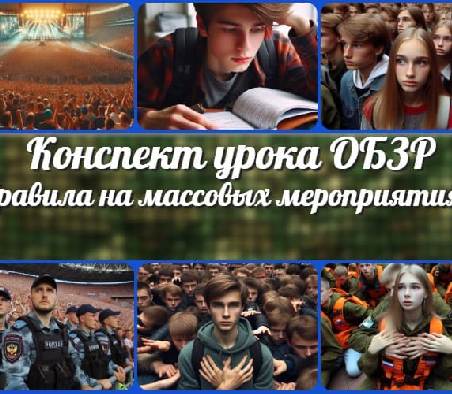 Конспект урока ОБЗР
равила на массовых мероприятия